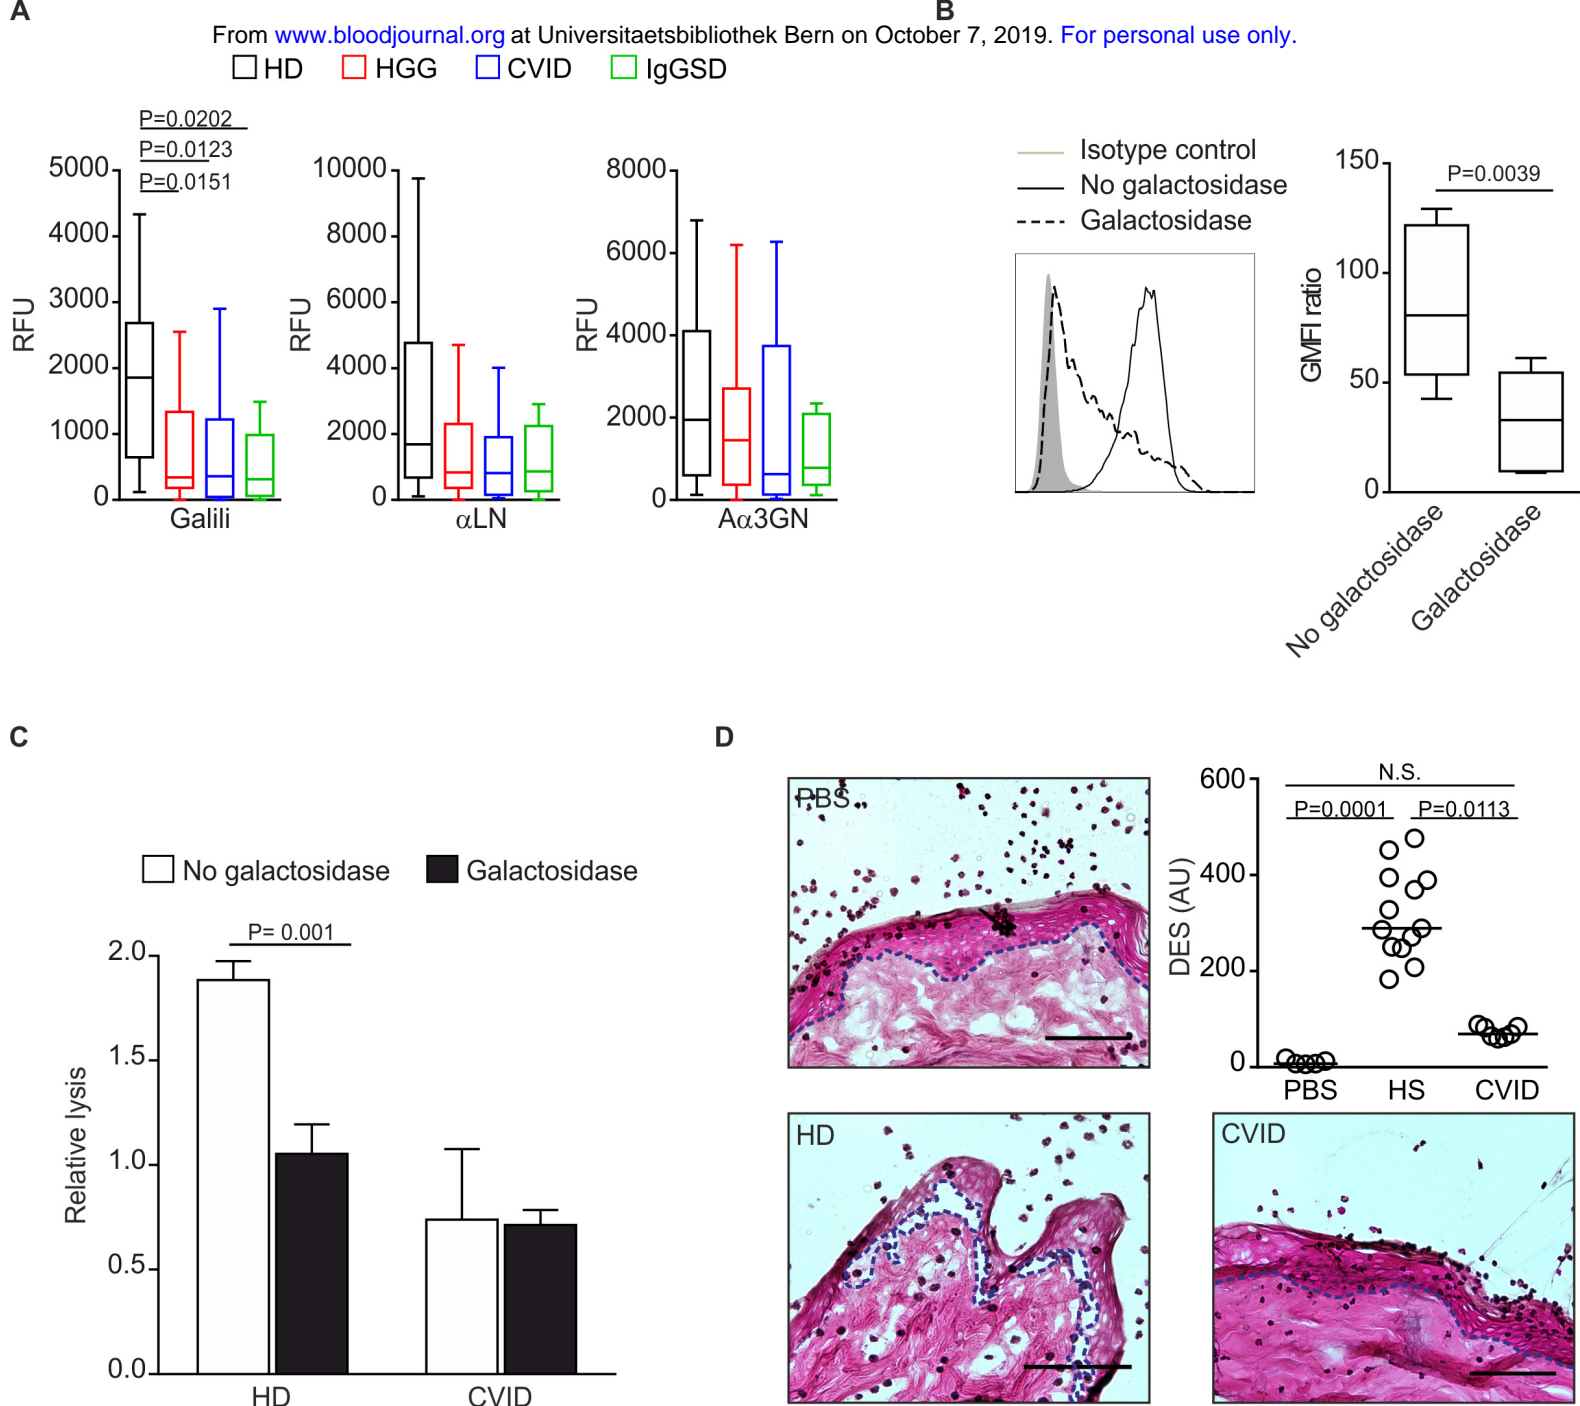 A
B
From www.bloodjournal.org at Universitaetsbibliothek Bern on October 7, 2019. For personal use only.
HD HGG CVID IgGSD
P=0.0202
P=0.0123
P=0.0151
5000
4000
3000
2000
1000
0
RFU
Galili
10000
8000
6000
4000
2000
0
RFU
αLN
8000
6000
4000
2000
0
RFU
Aα3GN
Isotype control
No galactosidase
Galactosidase
150
100
50
0
GMFI ratio
P=0.0039
No galactosidase
Galactosidase
C
No galactosidase Galactosidase
P= 0.001
2.0
1.5
1.0
0.5
0.0
Relative lysis
HD CVID
D
PBS
600
400
200
0
DES (AU)
N.S.
P=0.0001 P=0.0113
PBS HS CVID
HD
CVID